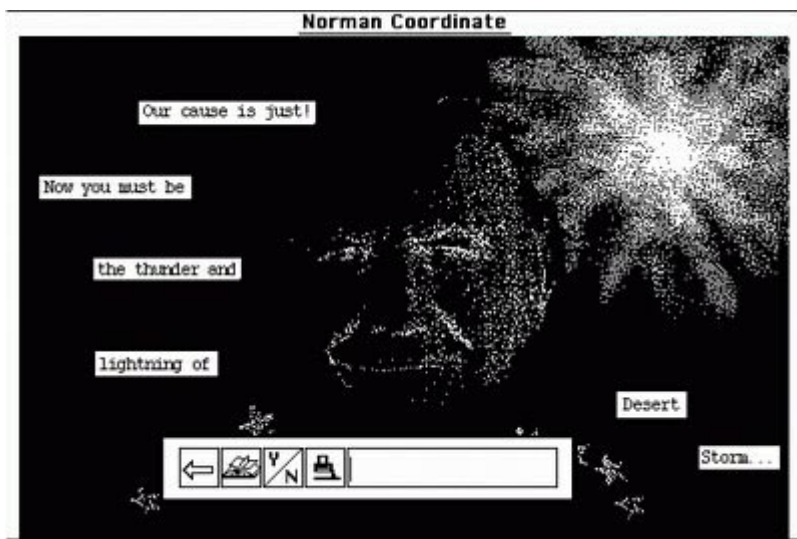 Norman Coordinate
Our cause is just!
Now you must be
the thunder and
lightning of
Desert
Storm...
Y/N